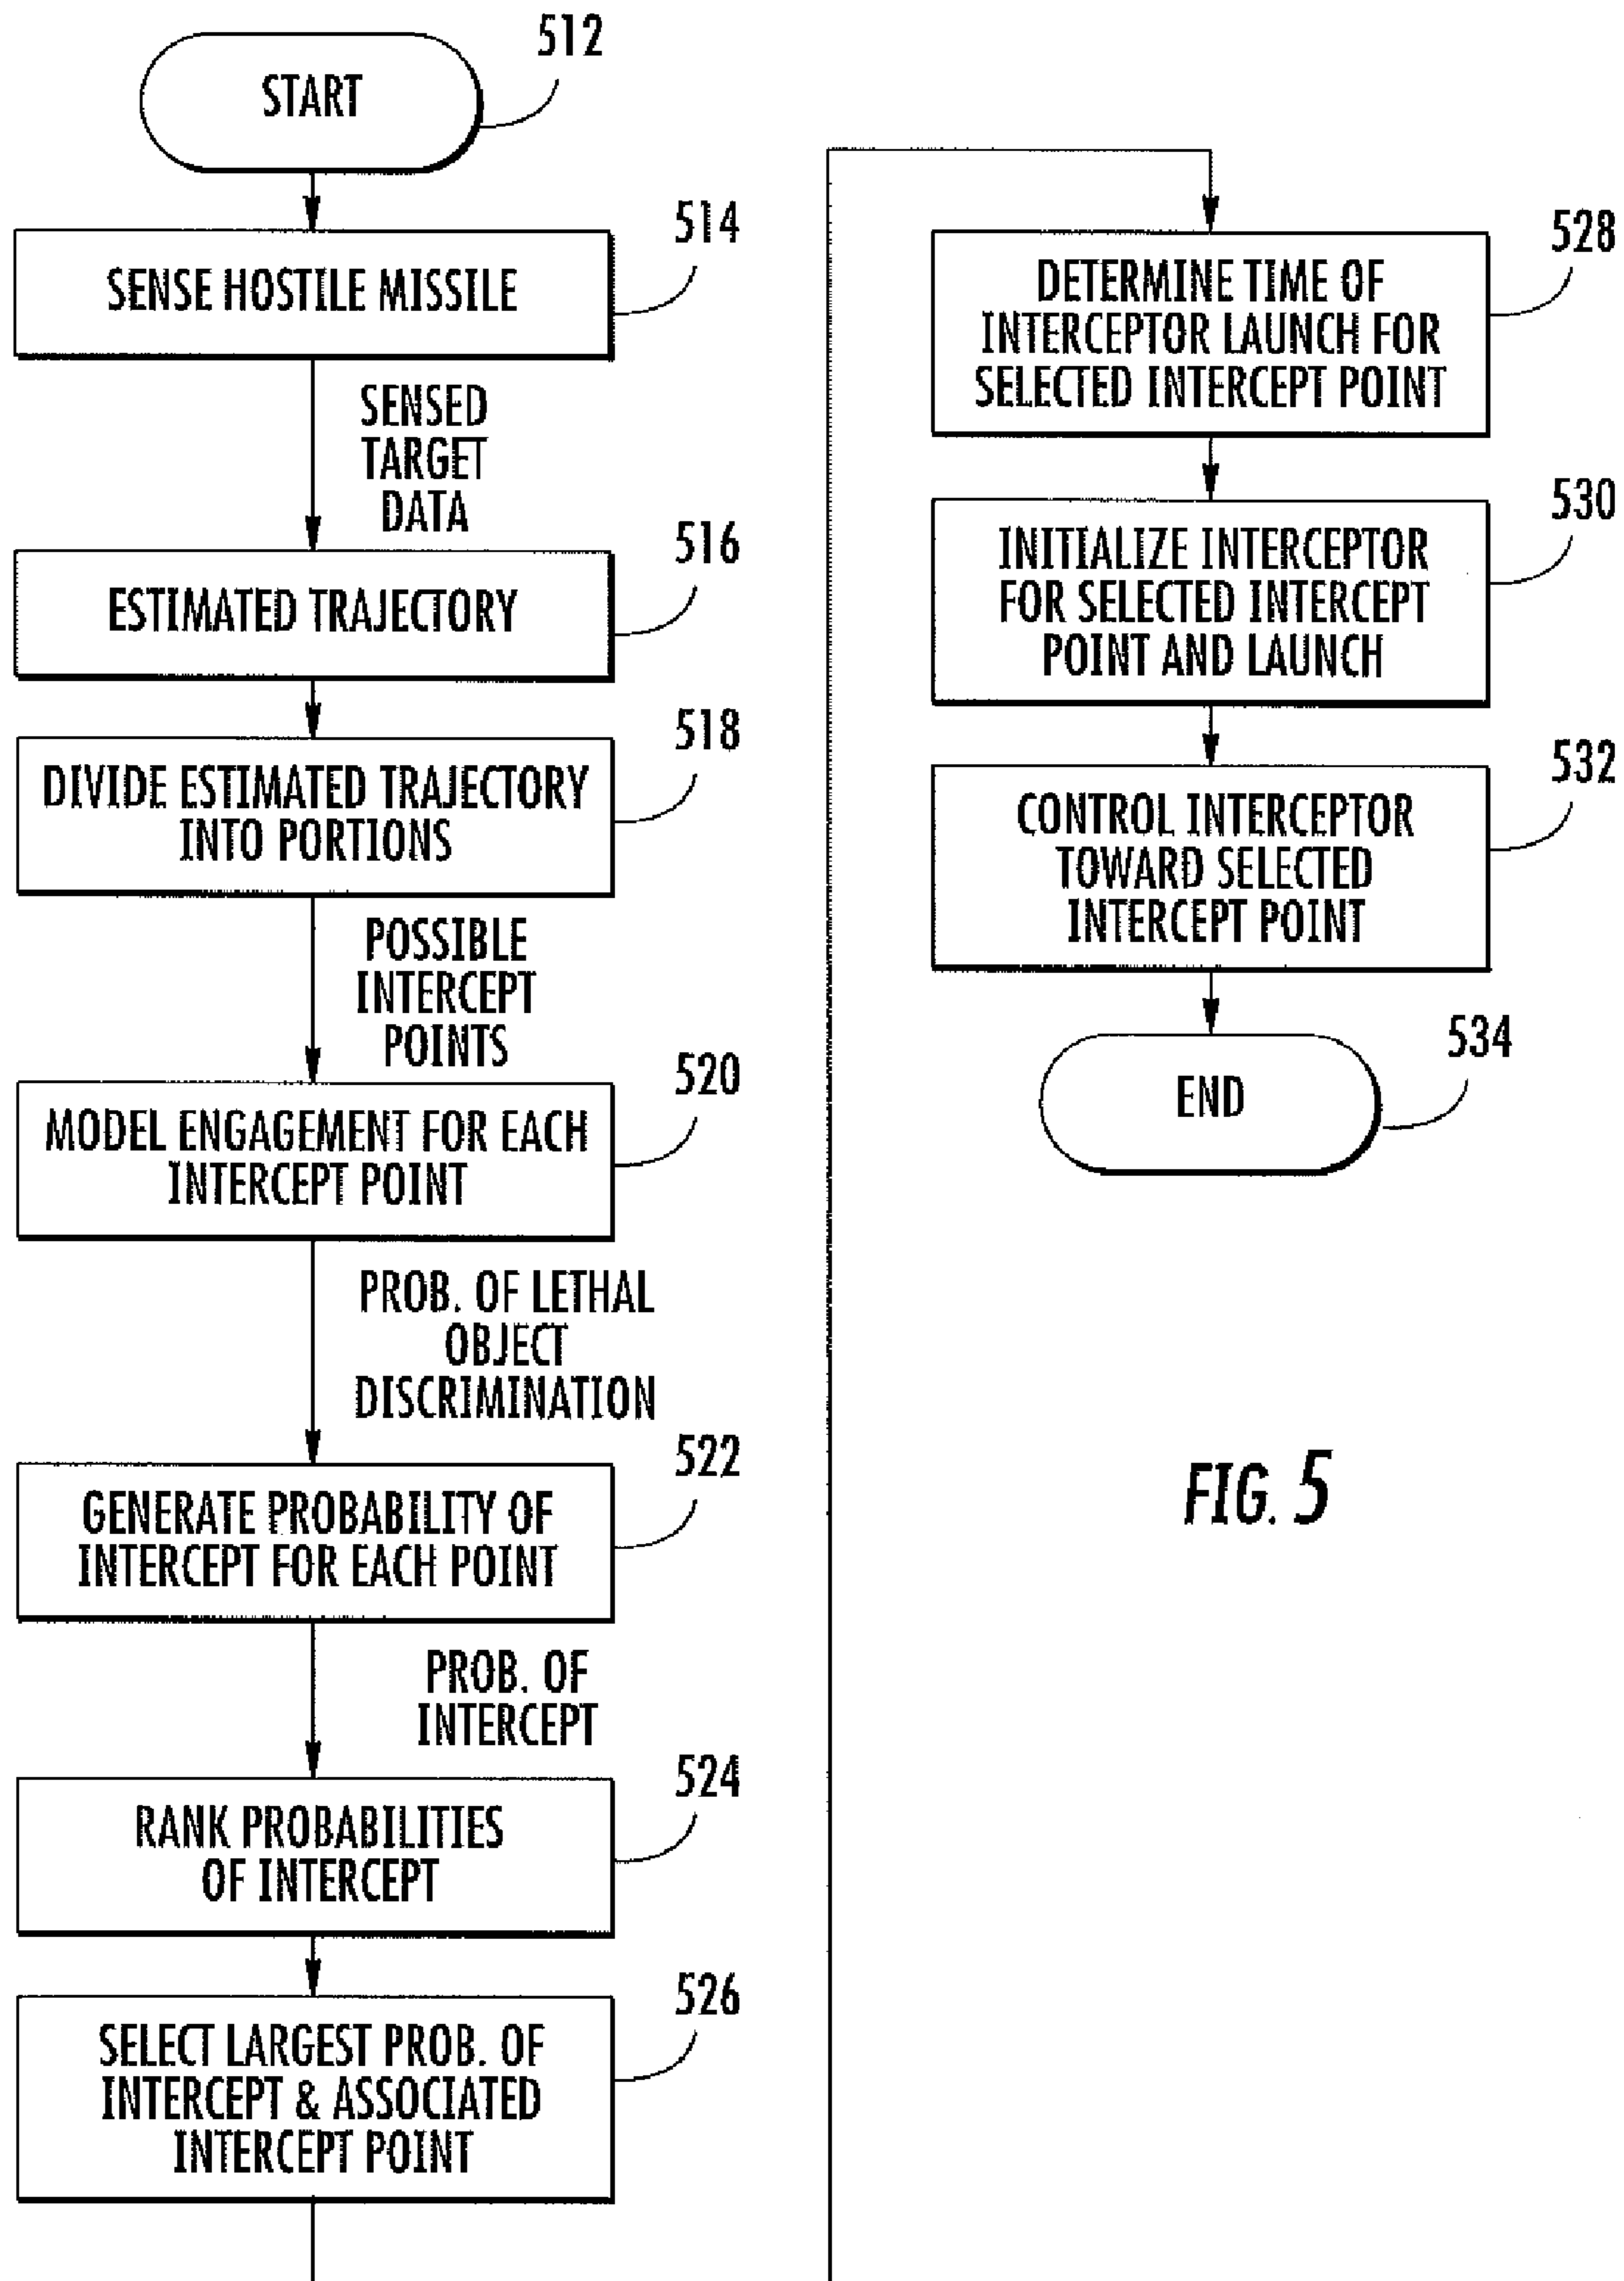 512
START
514
SENSE HOSTILE MISSILE
SENSED
TARGET
DATA
516
ESTIMATED TRAJECTORY
518
DIVIDE ESTIMATED TRAJECTORY
INTO PORTIONS
POSSIBLE
INTERCEPT
POINTS
520
MODEL ENGAGEMENT FOR EACH
INTERCEPT POINT
PROB. OF LETHAL
OBJECT
DISCRIMINATION
522
GENERATE PROBABILITY OF
INTERCEPT FOR EACH POINT
PROB. OF
INTERCEPT
524
RANK PROBABILITIES
OF INTERCEPT
526
SELECT LARGEST PROB. OF
INTERCEPT & ASSOCIATED
INTERCEPT POINT
528
DETERMINE TIME OF
INTERCEPTOR LAUNCH FOR
SELECTED INTERCEPT POINT
530
INITIALIZE INTERCEPTOR
FOR SELECTED INTERCEPT
POINT AND LAUNCH
532
CONTROL INTERCEPTOR
TOWARD SELECTED
INTERCEPT POINT
534
END
FIG. 5